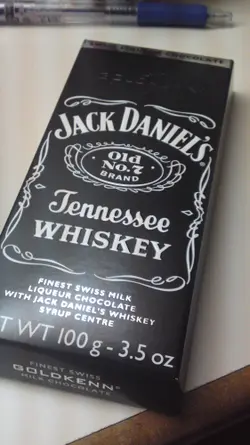 JACK DANIEL'S
Old
No.7
BRAND
Tennessee
WHISKEY
FINEST SWISS MILK
LIQUEUR CHOCOLATE
WITH JACK DANIEL'S WHISKEY
SYRUP CENTRE
T WT 100g - 3.5 oz
FINEST SWISS
GOLDKENN
MILK CHOCOLATE